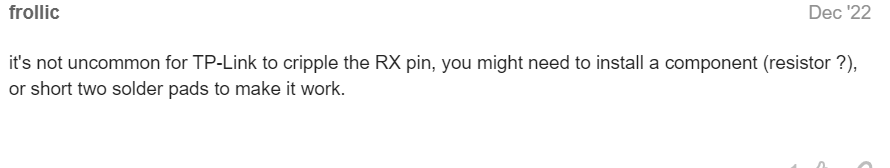 frollic
Dec '22
it's not uncommon for TP-Link to cripple the RX pin, you might need to install a component (resistor ?),
or short two solder pads to make it work.